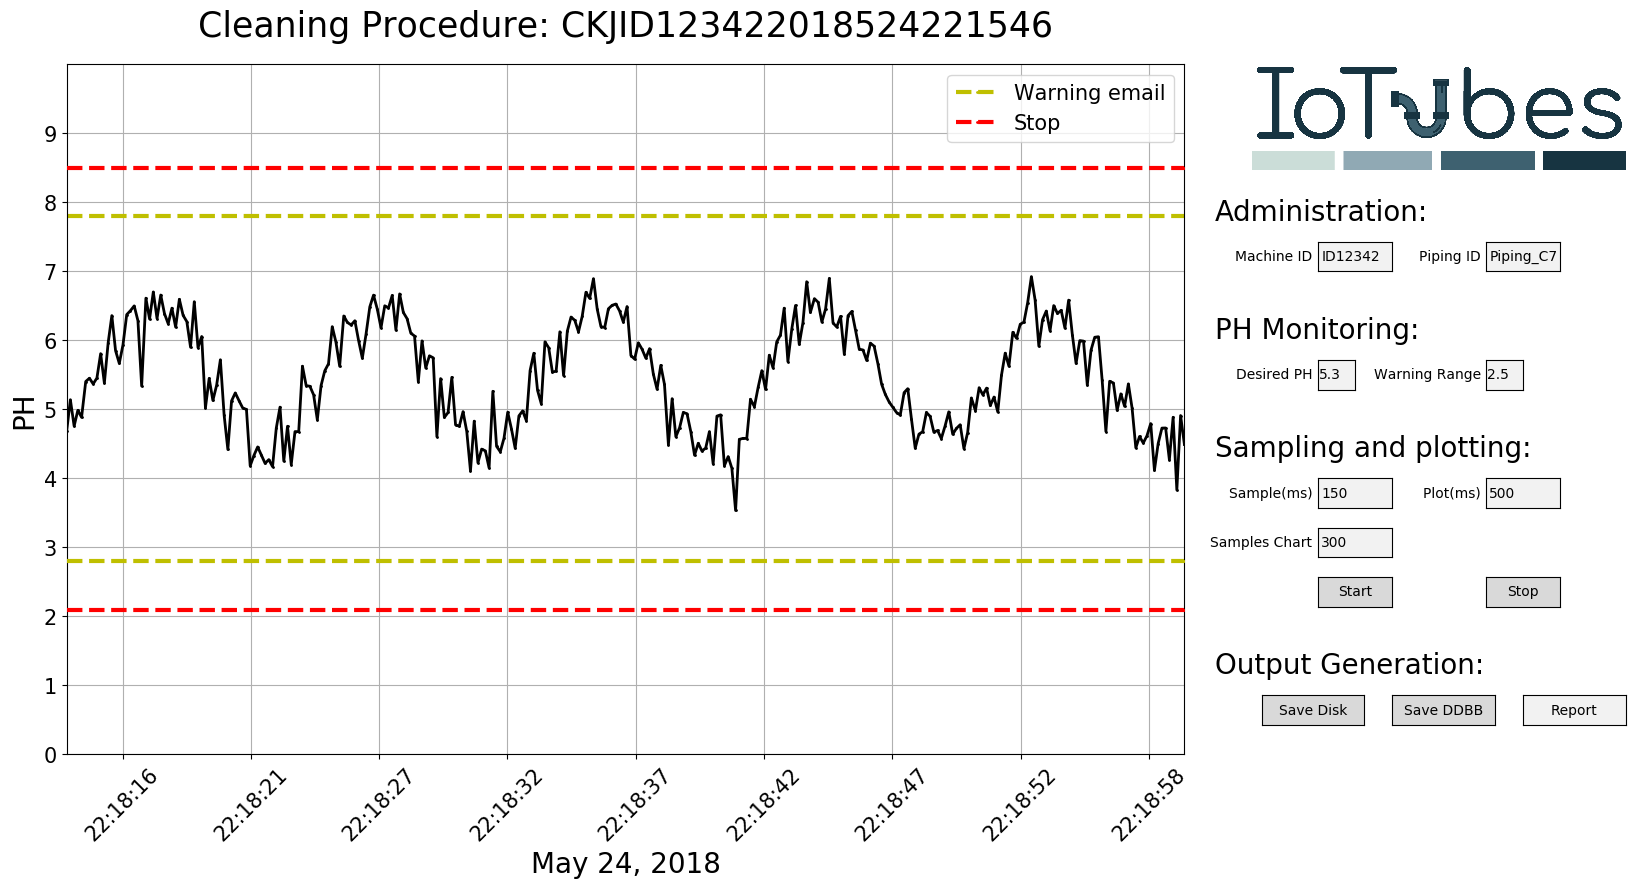 Cleaning Procedure: CKJID123422018524221546
Warning email
Stop
PH
9
8
7
6
5
4
3
2
1
0
22:18:16
22:18:21
22:18:27
22:18:32
22:18:37
22:18:42
22:18:47
22:18:52
22:18:58
May 24, 2018
IoTubes
Administration:
Machine ID ID12342 Piping ID Piping_C7
PH Monitoring:
Desired PH 5.3 Warning Range 2.5
Sampling and plotting:
Sample(ms) 150 Plot(ms) 500
Samples Chart 300
Start Stop
Output Generation:
Save Disk Save DDBB Report